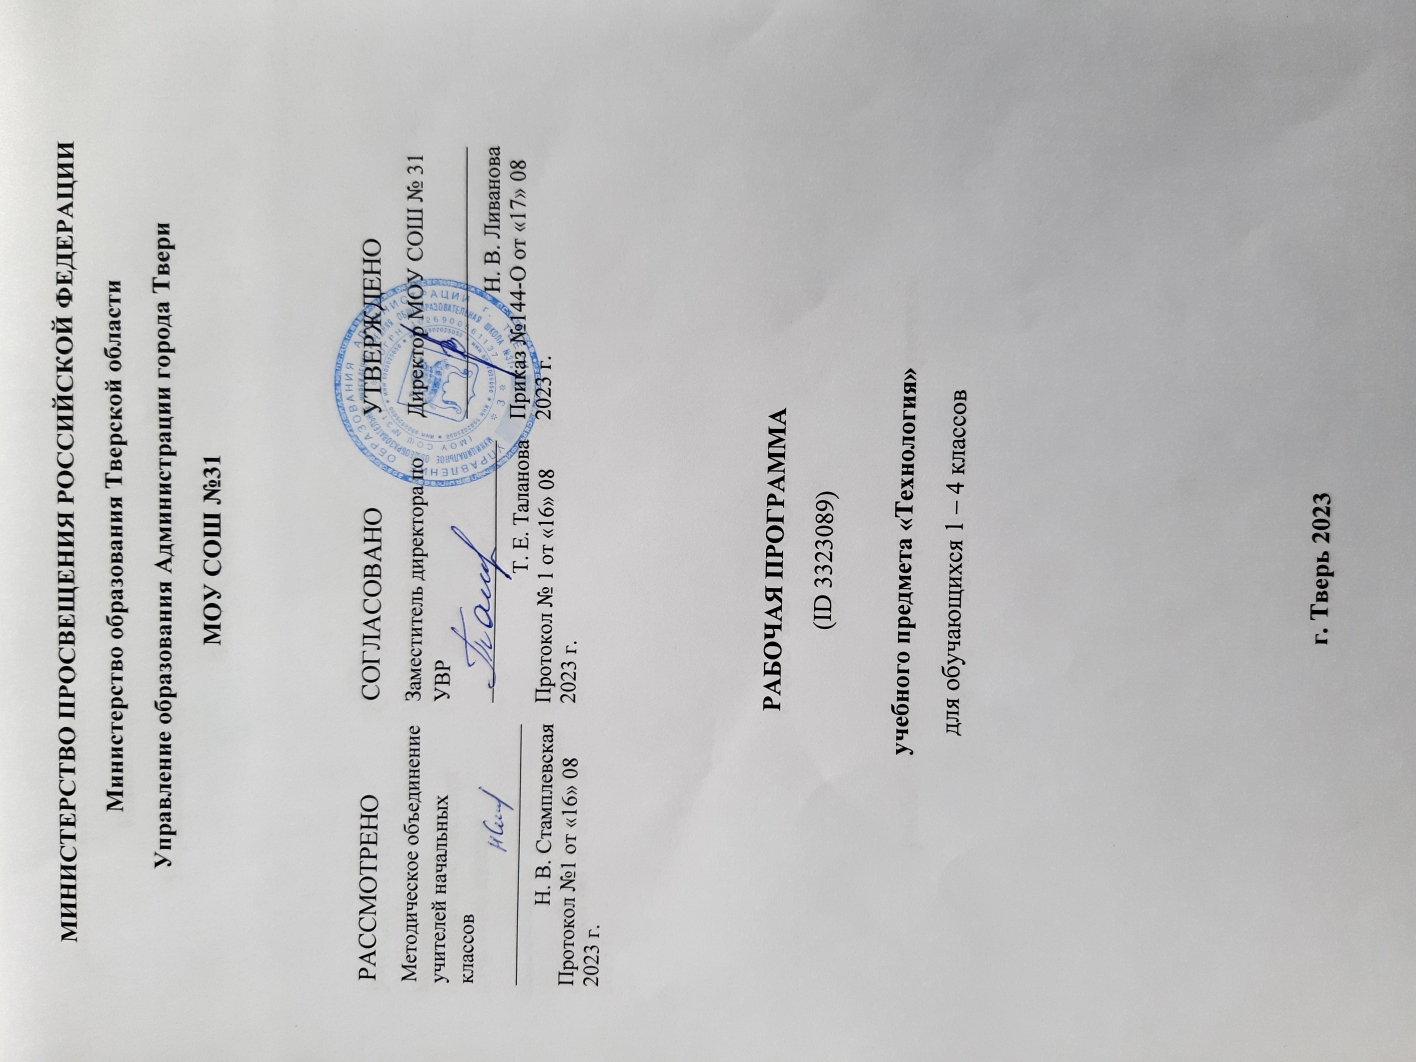 МИНИСТЕРСТВО ПРОСВЕЩЕНИЯ РОССИЙСКОЙ ФЕДЕРАЦИИ
Министерство образования Тверской области
Управление образования Администрации города Твери
МОУ СОШ №31
РАССМОТРЕНО
Методическое объединение
учителей начальных
классов
Н. В. Стамплевская
Протокол №1 от «16» 08
2023 г.
СОГЛАСОВАНО
Заместитель директора по
УВР
Т. Е. Таланова
Протокол № 1 от «16» 08
2023 г.
УТВЕРЖДЕНО
Директор МОУ СОШ № 31
Н. В. Ливанова
Приказ №144-О от «17» 08
2023 г.
РАБОЧАЯ ПРОГРАММА
(ID 3323089)
учебного предмета «Технология»
для обучающихся 1 – 4 классов
г. Тверь 2023